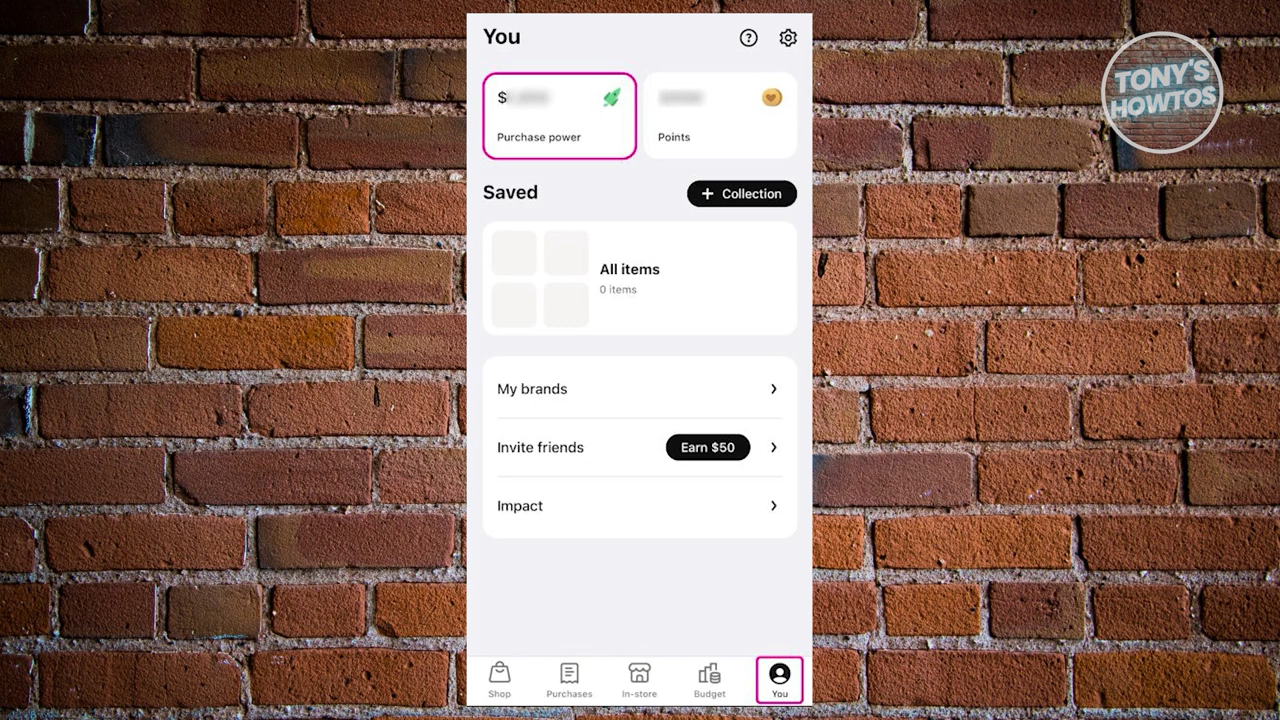 You
TONY'S
HOWTOS
$
Purchase power
Points
Saved
+ Collection
All items
0 items
My brands
Invite friends
Earn $50
Impact
Shop
Purchases
In-store
Budget
You